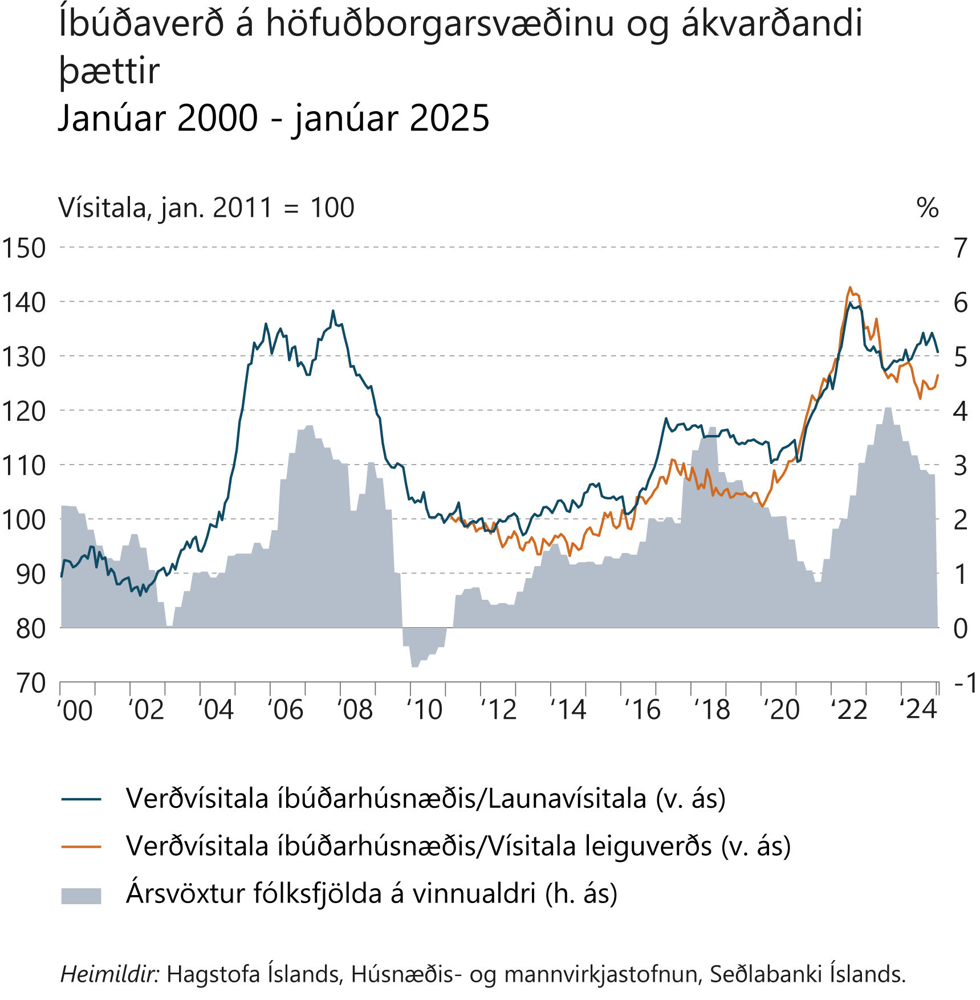 Íbúðaverð á höfuðborgarsvæðinu og ákvarðandi
þættir
Janúar 2000 - janúar 2025
Vísitala, jan. 2011 = 100
%
150
7
140
6
130
5
120
4
110
3
100
2
90
1
80
0
70
-1
‘00 ‘02 ‘04 ‘06 ‘08 ‘10 ‘12 ‘14 ‘16 ‘18 ‘20 ‘22 ‘24
Verðvísitala íbúðarhúsnæðis/Launavísitala (v. ás)
Verðvísitala íbúðarhúsnæðis/Vísitala leiguverðs (v. ás)
Ársvöxtur fólksfjölda á vinnualdri (h. ás)
Heimildir: Hagstofa Íslands, Húsnæðis- og mannvirkjastofnun, Seðlabanki Íslands.